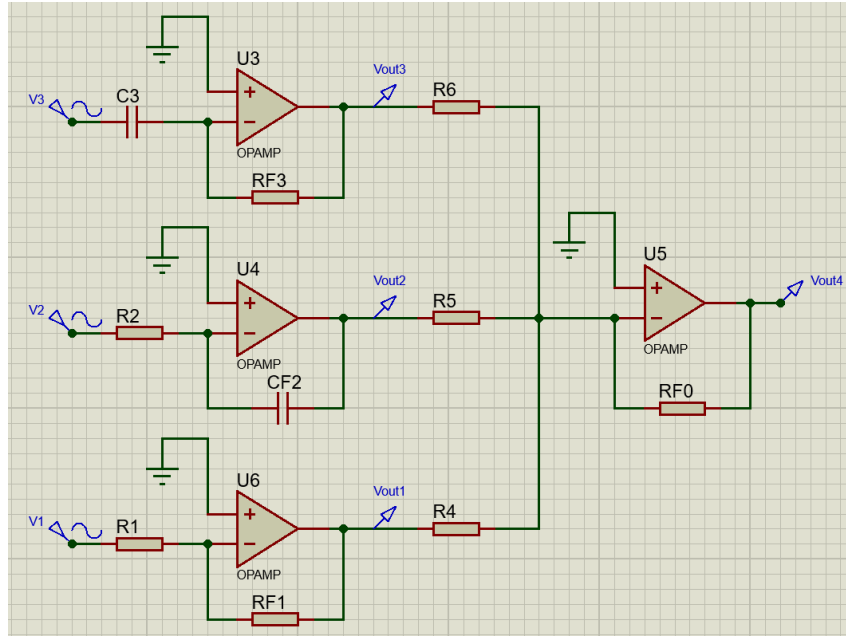 U3
Vout3
V3
C3
R6
+
−
OPAMP
RF3
U4
Vout2
U5
Vout4
V2
R2
R5
+
−
+
−
OPAMP
OPAMP
CF2
RF0
U6
Vout1
V1
R1
R4
+
−
OPAMP
RF1